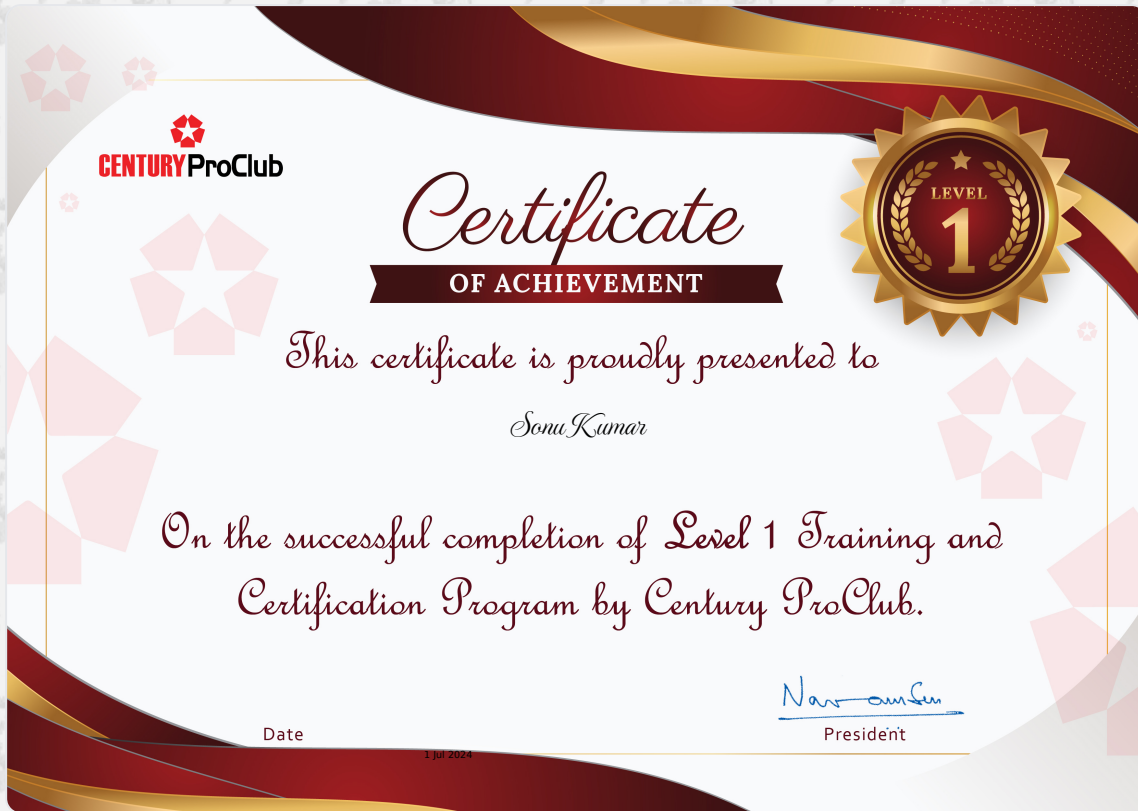 CENTURY ProClub
LEVEL
1
Certificate
OF ACHIEVEMENT
This certificate is proudly presented to
Sonu Kumar
On the successful completion of Level 1 Training and
Certification Program by Century ProClub.
Date
President
1 Jul 2024